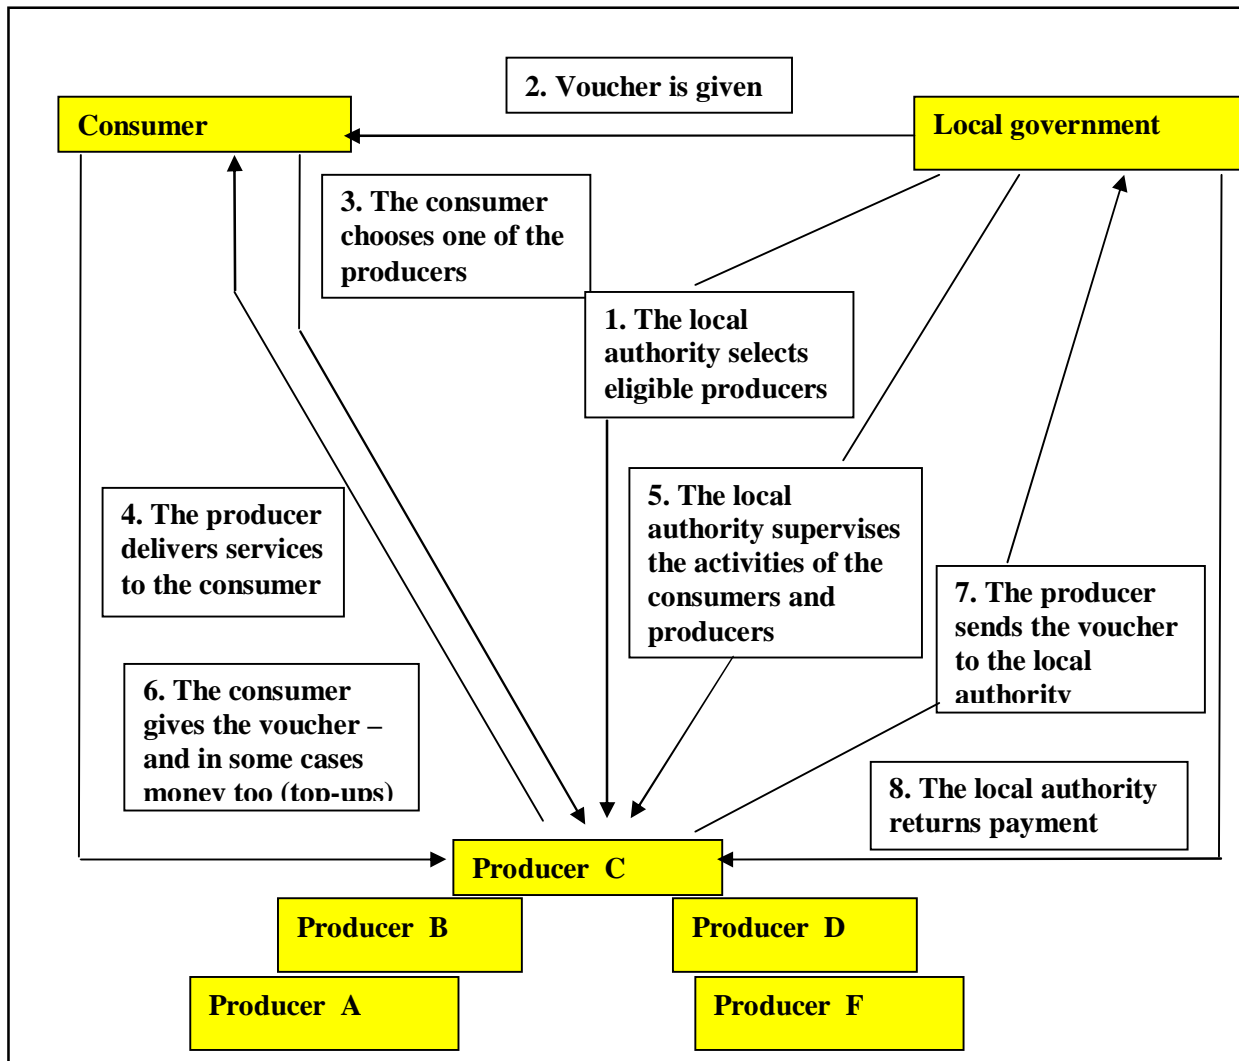 2. Voucher is given
Consumer
Local government
3. The consumer
chooses one of the
producers
1. The local
authority selects
eligible producers
4. The producer
delivers services
to the consumer
5. The local
authority supervises
the activities of the
consumers and
producers
7. The producer
sends the voucher
to the local
authority
6. The consumer
gives the voucher –
and in some cases
money too (top-ups)
8. The local authority
returns payment
Producer C
Producer B
Producer D
Producer A
Producer F